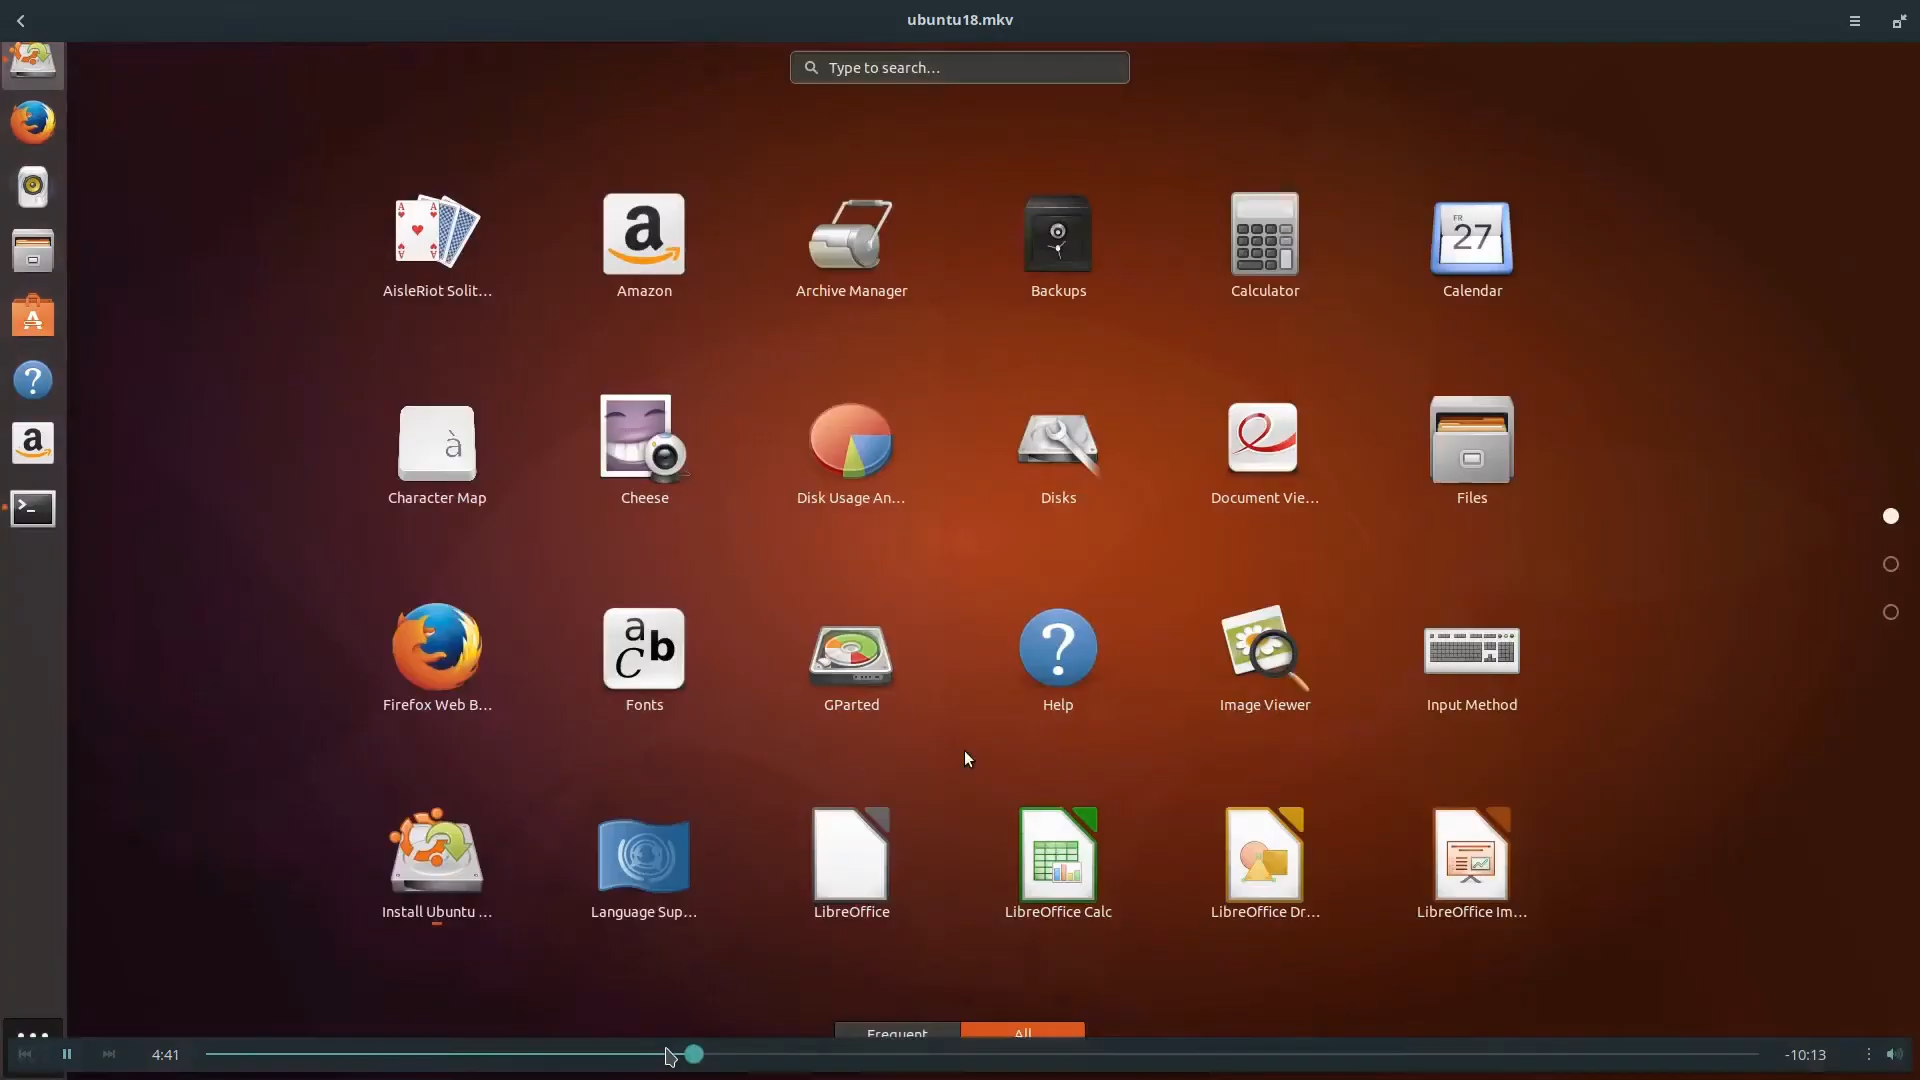 ubuntu18.mkv
Type to search...
AisleRiot Solit...
Amazon
Archive Manager
Backups
Calculator
FR
27
Calendar
Character Map
Cheese
Disk Usage An...
Disks
Document Vie...
Files
Firefox Web B...
Fonts
GParted
Help
Image Viewer
Input Method
Install Ubuntu ...
Language Sup...
LibreOffice
LibreOffice Calc
LibreOffice Dr...
LibreOffice Im...
Frequent
All
4:41
-10:13